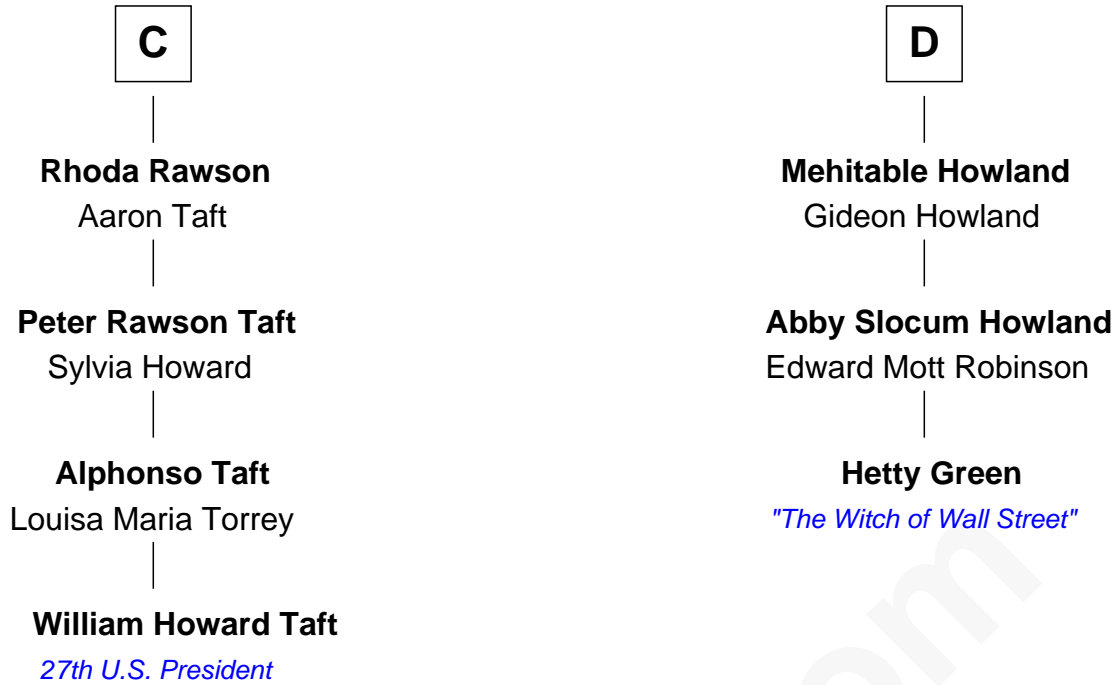 C
Rhoda Rawson
Aaron Taft
Peter Rawson Taft
Sylvia Howard
Alphonso Taft
Louisa Maria Torrey
William Howard Taft
27th U.S. President
D
Mehitable Howland
Gideon Howland
Abby Slocum Howland
Edward Mott Robinson
Hetty Green
"The Witch of Wall Street"
om